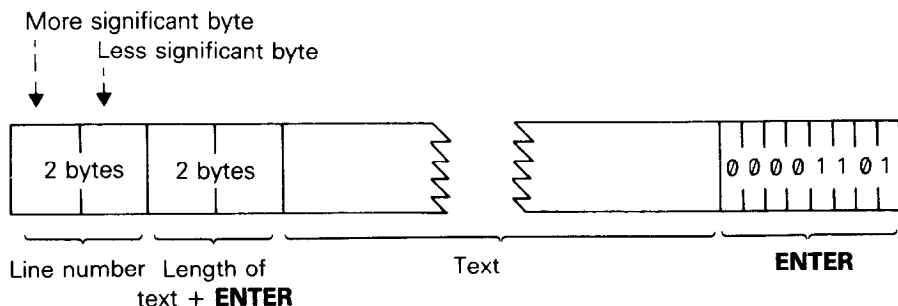 More significant byte
Less significant byte
2 bytes 2 bytes 0 0 0 0 1 1 0 1
Line number Length of text + ENTER Text ENTER